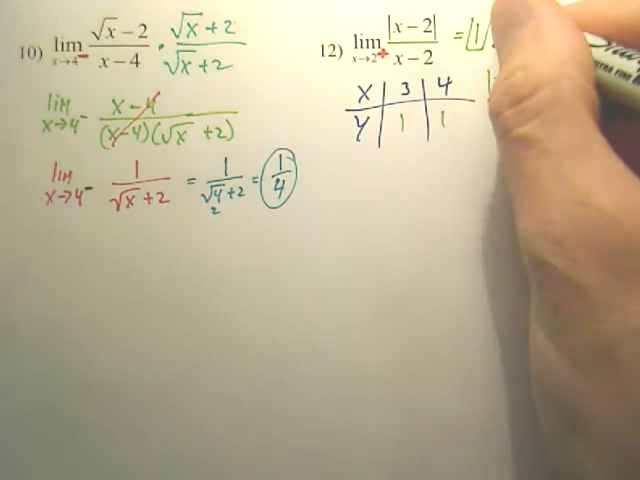 10) lim x→4⁻ (√x − 2)/(x − 4) · (√x + 2)/(√x + 2)
lim x→4⁻ (x − 4)/((x − 4)(√x + 2))
lim x→4⁻ 1/(√x + 2) = 1/(√4 + 2) = 1/4
2
12) lim x→2⁺ |x − 2|/(x − 2) = 1
X 3 4
Y 1 1